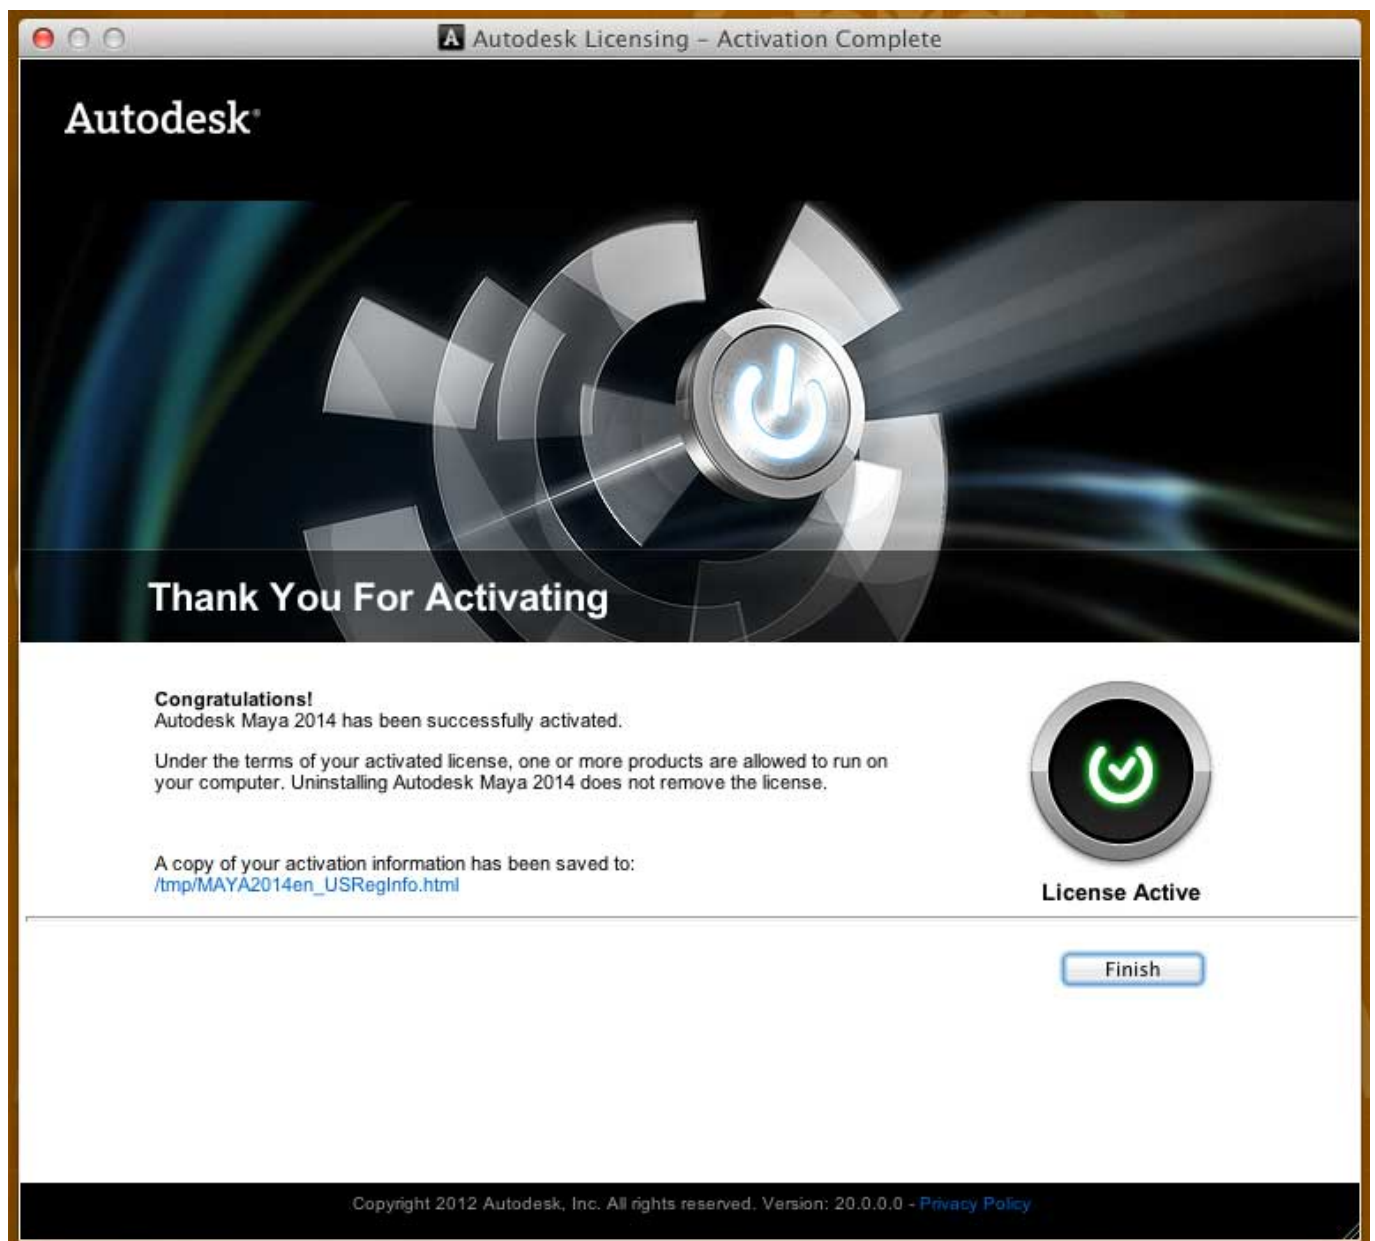 Autodesk Licensing – Activation Complete
Autodesk®
Thank You For Activating
Congratulations!
Autodesk Maya 2014 has been successfully activated.
Under the terms of your activated license, one or more products are allowed to run on
your computer. Uninstalling Autodesk Maya 2014 does not remove the license.
A copy of your activation information has been saved to:
/tmp/MAYA2014en_USRegInfo.html
License Active
Finish
Copyright 2012 Autodesk, Inc. All rights reserved. Version: 20.0.0.0 - Privacy Policy